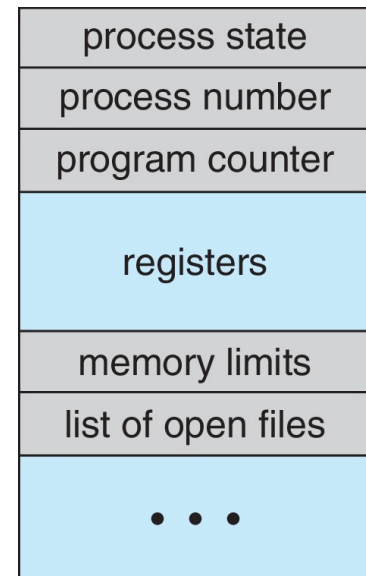 process state
process number
program counter
registers
memory limits
list of open files
• • •